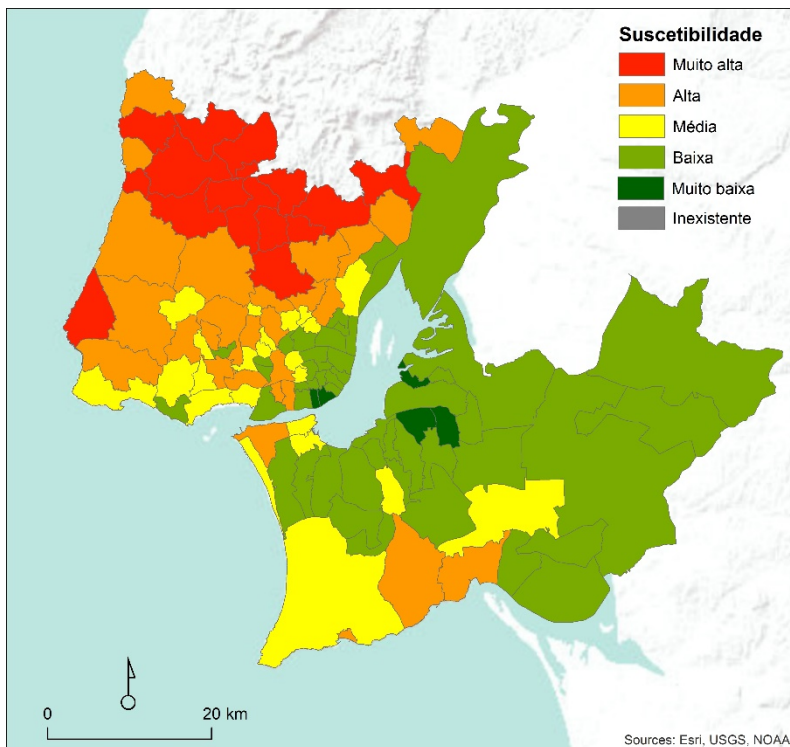 Suscetibilidade
Muito alta
Alta
Média
Baixa
Muito baixa
Inexistente
0 20 km
Sources: Esri, USGS, NOAA